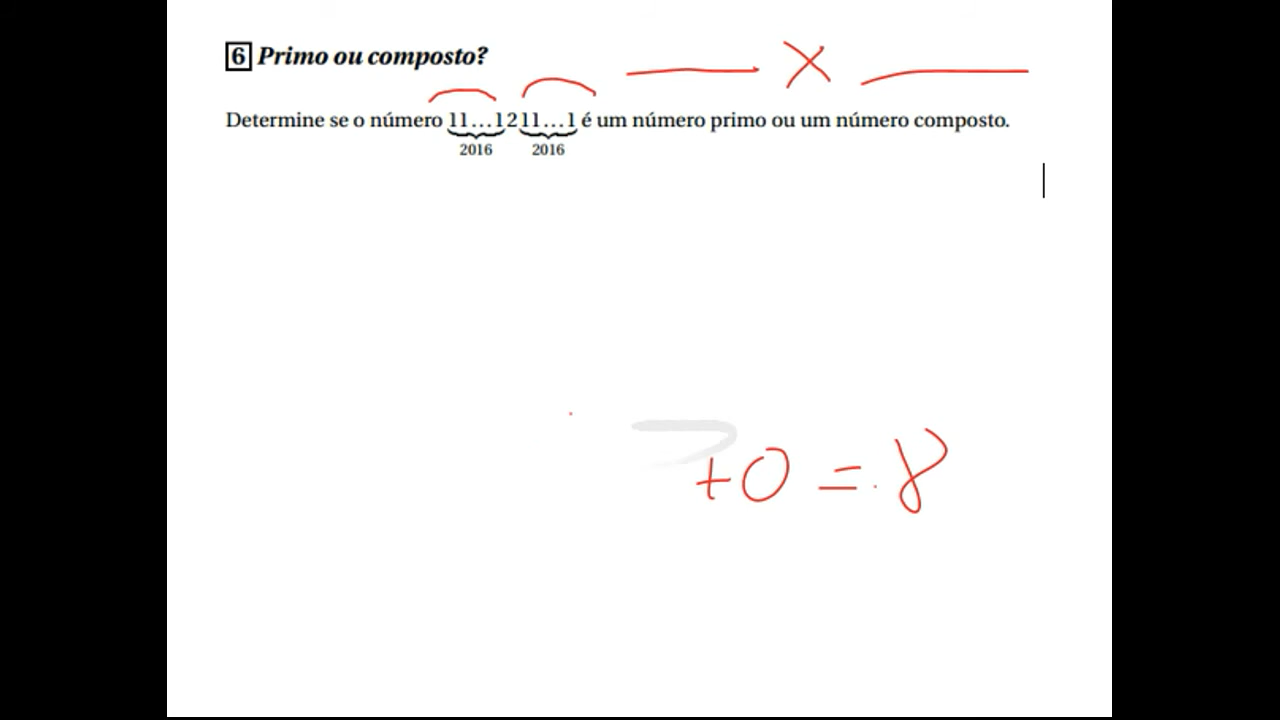 6 Primo ou composto?
X
Determine se o número 11...1211...1 é um número primo ou um número composto.
2016 2016
+0 = 8